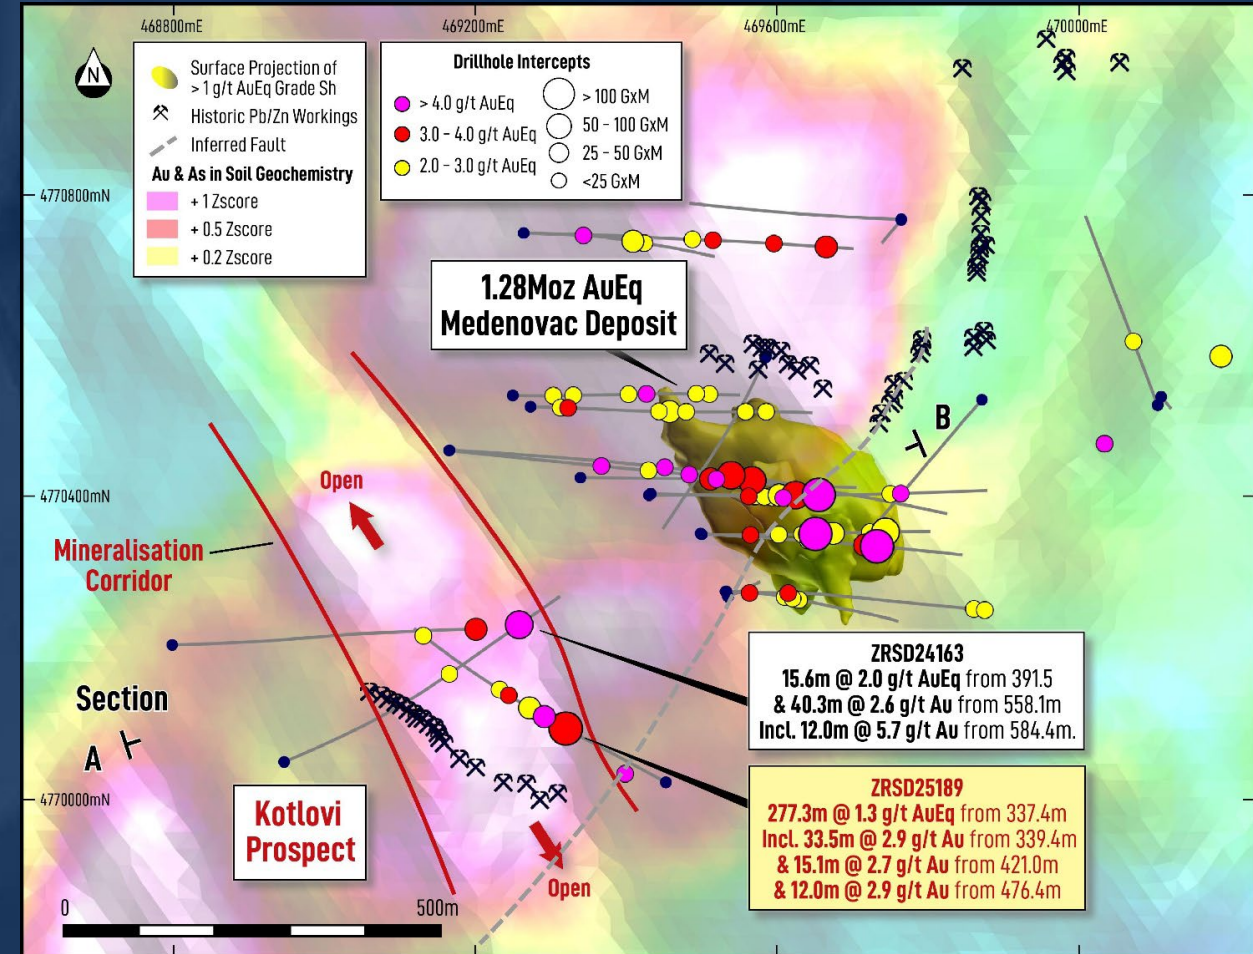 468800mE
469200mE
469600mE
470000mE
N
Surface Projection of
> 1 g/t AuEq Grade Sh
Historic Pb/Zn Workings
Inferred Fault
Au & As in Soil Geochemistry
+ 1 Zscore
+ 0.5 Zscore
+ 0.2 Zscore
Drillhole Intercepts
> 4.0 g/t AuEq
3.0 - 4.0 g/t AuEq
2.0 - 3.0 g/t AuEq
> 100 GxM
50 - 100 GxM
25 - 50 GxM
<25 GxM
4770800mN
1.28Moz AuEq
Medenovac Deposit
B
4770400mN
Open
Mineralisation
Corridor
Section
A
ZRSD24163
15.6m @ 2.0 g/t AuEq from 391.5
& 40.3m @ 2.6 g/t Au from 558.1m
Incl. 12.0m @ 5.7 g/t Au from 584.4m.
ZRSD25189
277.3m @ 1.3 g/t AuEq from 337.4m
Incl. 33.5m @ 2.9 g/t Au from 339.4m
& 15.1m @ 2.7 g/t Au from 421.0m
& 12.0m @ 2.9 g/t Au from 476.4m
4770000mN
Kotlovi
Prospect
Open
0
500m